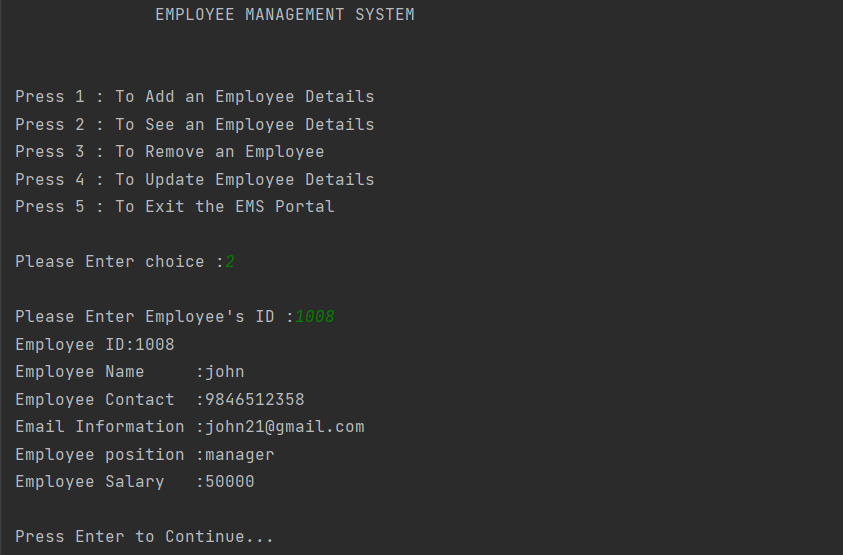 EMPLOYEE MANAGEMENT SYSTEM
Press 1 : To Add an Employee Details
Press 2 : To See an Employee Details
Press 3 : To Remove an Employee
Press 4 : To Update Employee Details
Press 5 : To Exit the EMS Portal
Please Enter choice :2
Please Enter Employee's ID :1008
Employee ID:1008
Employee Name     :john
Employee Contact  :9846512358
Email Information :john21@gmail.com
Employee position :manager
Employee Salary   :50000
Press Enter to Continue...